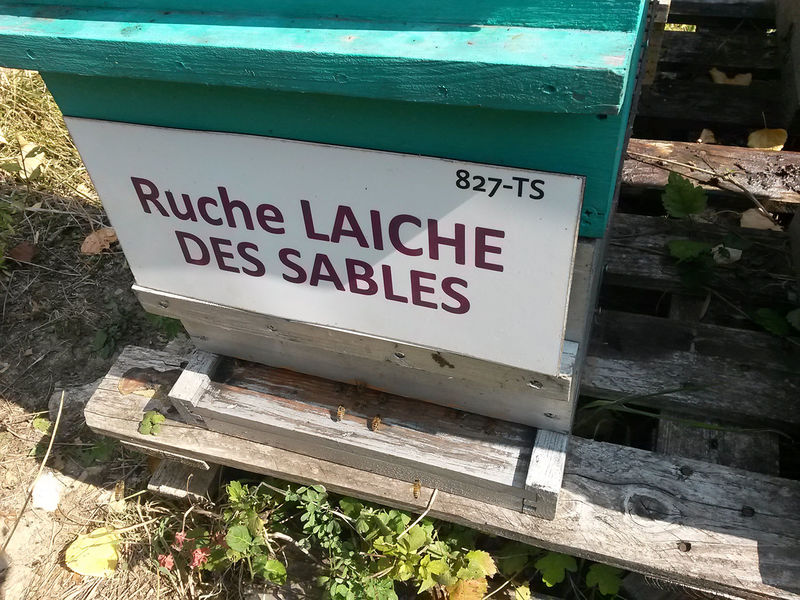 827-TS
Ruche LAICHE
DES SABLES